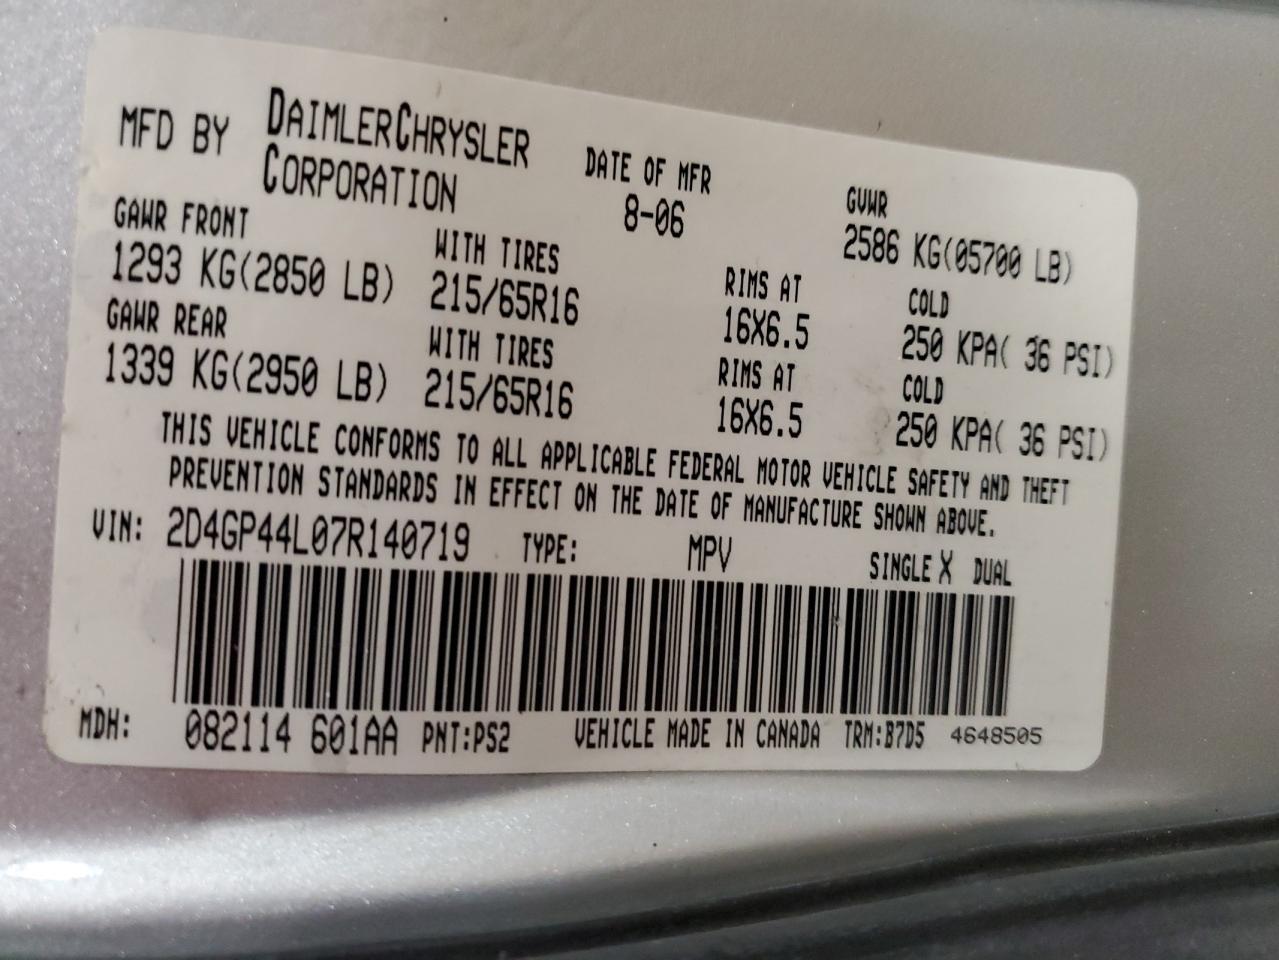 MFD BY DAIMLERCHRYSLER CORPORATION
DATE OF MFR
8-06
GVWR
2586 KG(05700 LB)
GAWR FRONT
1293 KG(2850 LB)
WITH TIRES
215/65R16
RIMS AT
16X6.5
COLD
250 KPA( 36 PSI)
GAWR REAR
1339 KG(2950 LB)
WITH TIRES
215/65R16
RIMS AT
16X6.5
COLD
250 KPA( 36 PSI)
THIS VEHICLE CONFORMS TO ALL APPLICABLE FEDERAL MOTOR VEHICLE SAFETY AND THEFT
PREVENTION STANDARDS IN EFFECT ON THE DATE OF MANUFACTURE SHOWN ABOVE.
VIN: 2D4GP44L07R140719 TYPE: MPV SINGLE X DUAL
MDH: 082114 601AA PNT:PS2 VEHICLE MADE IN CANADA TRM:B7D5 4648505